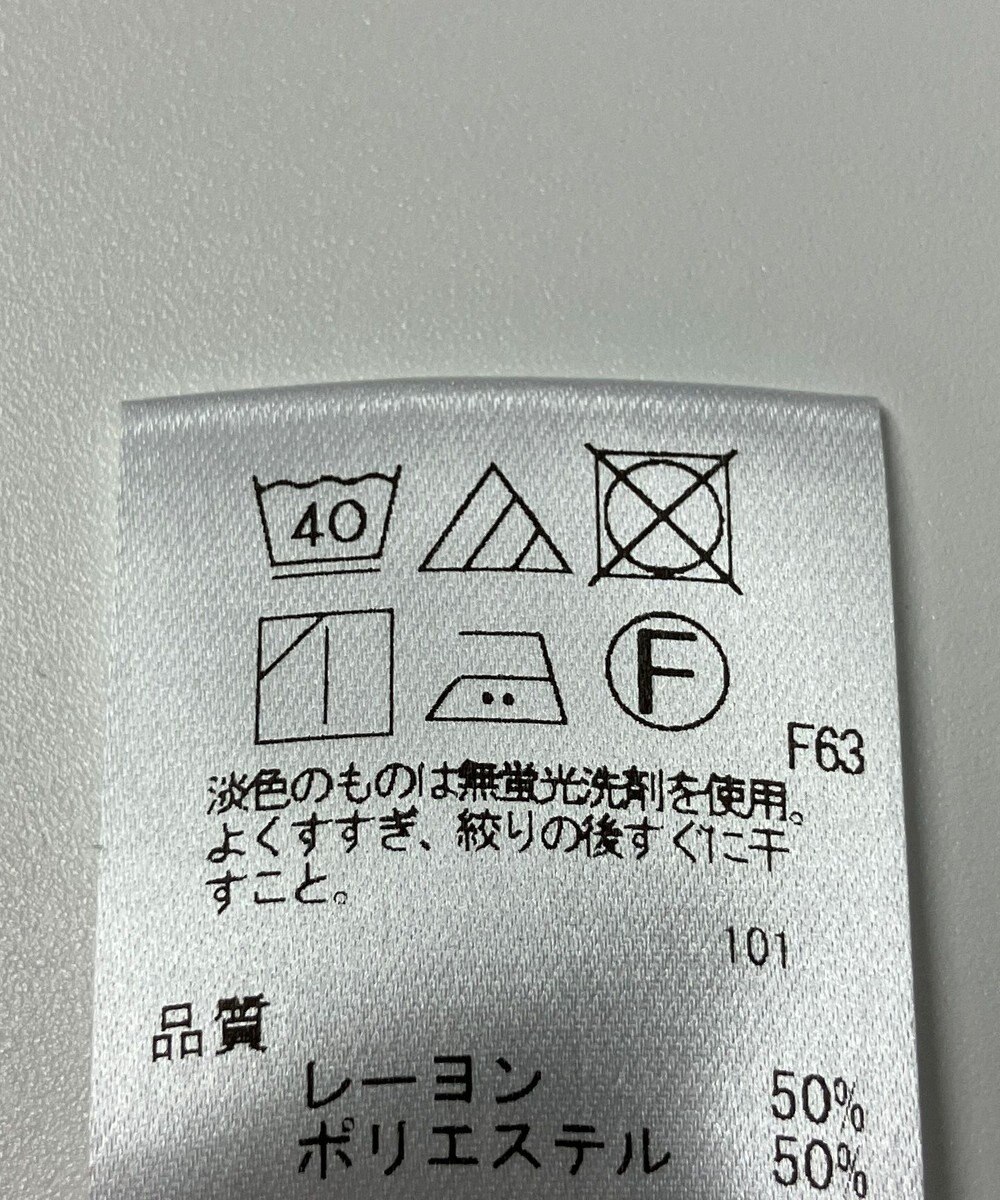 40
F
F63
淡色のものは無蛍光洗剤を使用。
よくすすぎ、絞りの後すぐに干
すこと。
101
品質
レーヨン 50%
ポリエステル 50%